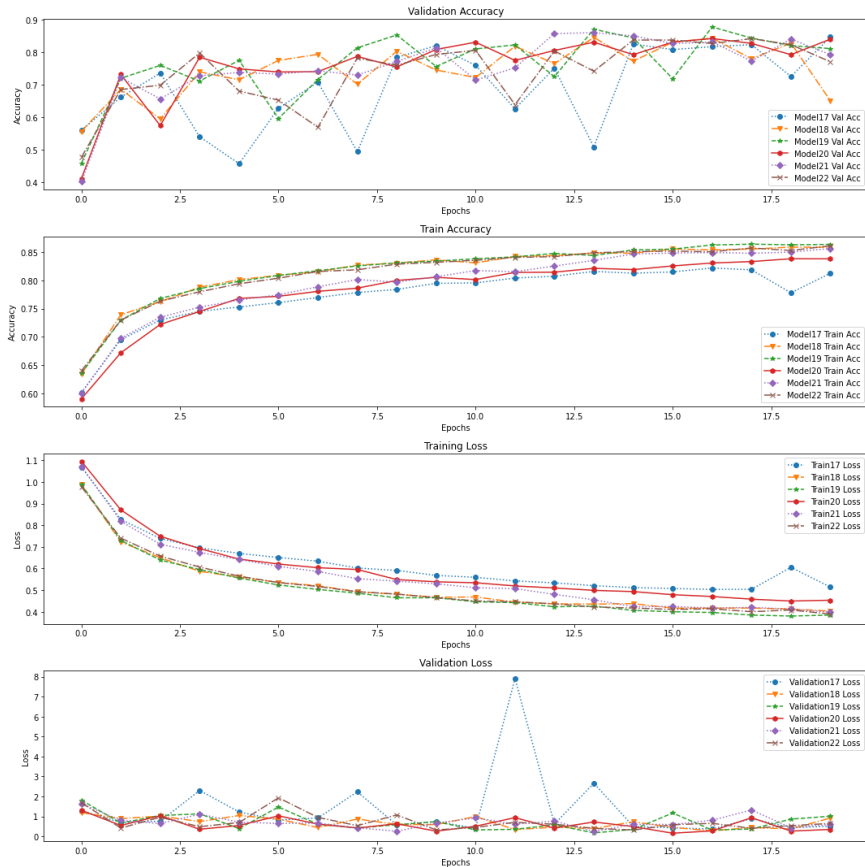 Validation Accuracy
0.9
0.8
0.7
0.6
0.5
0.4
Accuracy
Model17 Val Acc
Model18 Val Acc
Model19 Val Acc
Model20 Val Acc
Model21 Val Acc
Model22 Val Acc
0.0 2.5 5.0 7.5 10.0 12.5 15.0 17.5
Epochs
Train Accuracy
0.85
0.80
0.75
0.70
0.65
0.60
Accuracy
Model17 Train Acc
Model18 Train Acc
Model19 Train Acc
Model20 Train Acc
Model21 Train Acc
Model22 Train Acc
0.0 2.5 5.0 7.5 10.0 12.5 15.0 17.5
Epochs
Training Loss
1.1
1.0
0.9
0.8
0.7
0.6
0.5
0.4
Loss
Train17 Loss
Train18 Loss
Train19 Loss
Train20 Loss
Train21 Loss
Train22 Loss
0.0 2.5 5.0 7.5 10.0 12.5 15.0 17.5
Epochs
Validation Loss
8
7
6
5
4
3
2
1
0
Loss
Validation17 Loss
Validation18 Loss
Validation19 Loss
Validation20 Loss
Validation21 Loss
Validation22 Loss
0.0 2.5 5.0 7.5 10.0 12.5 15.0 17.5
Epochs